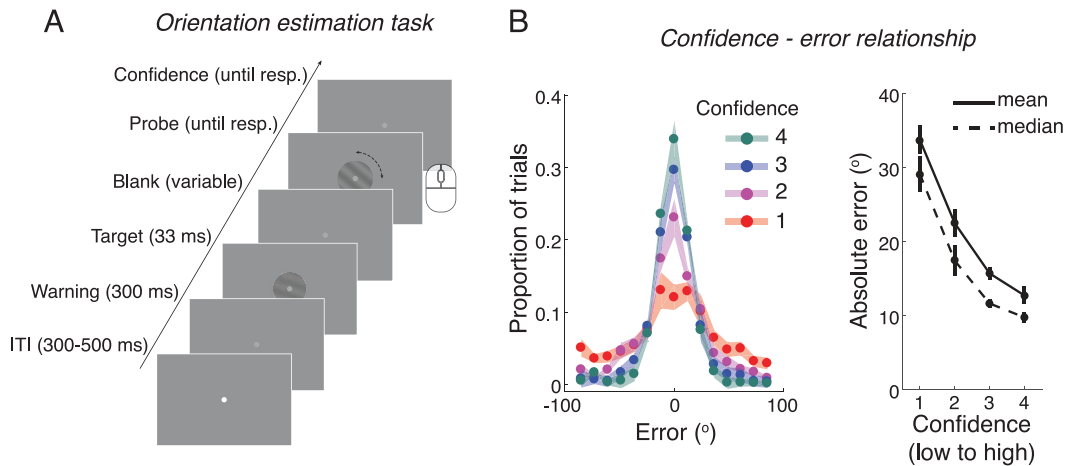 A
Orientation estimation task
Confidence (until resp.)
Probe (until resp.)
Blank (variable)
Target (33 ms)
Warning (300 ms)
ITI (300-500 ms)
B
Confidence - error relationship
Proportion of trials
0.4
0.3
0.2
0.1
0
-100
0
100
Error (º)
Confidence
4
3
2
1
Absolute error (º)
40
30
20
10
0
1
2
3
4
Confidence
(low to high)
mean
median